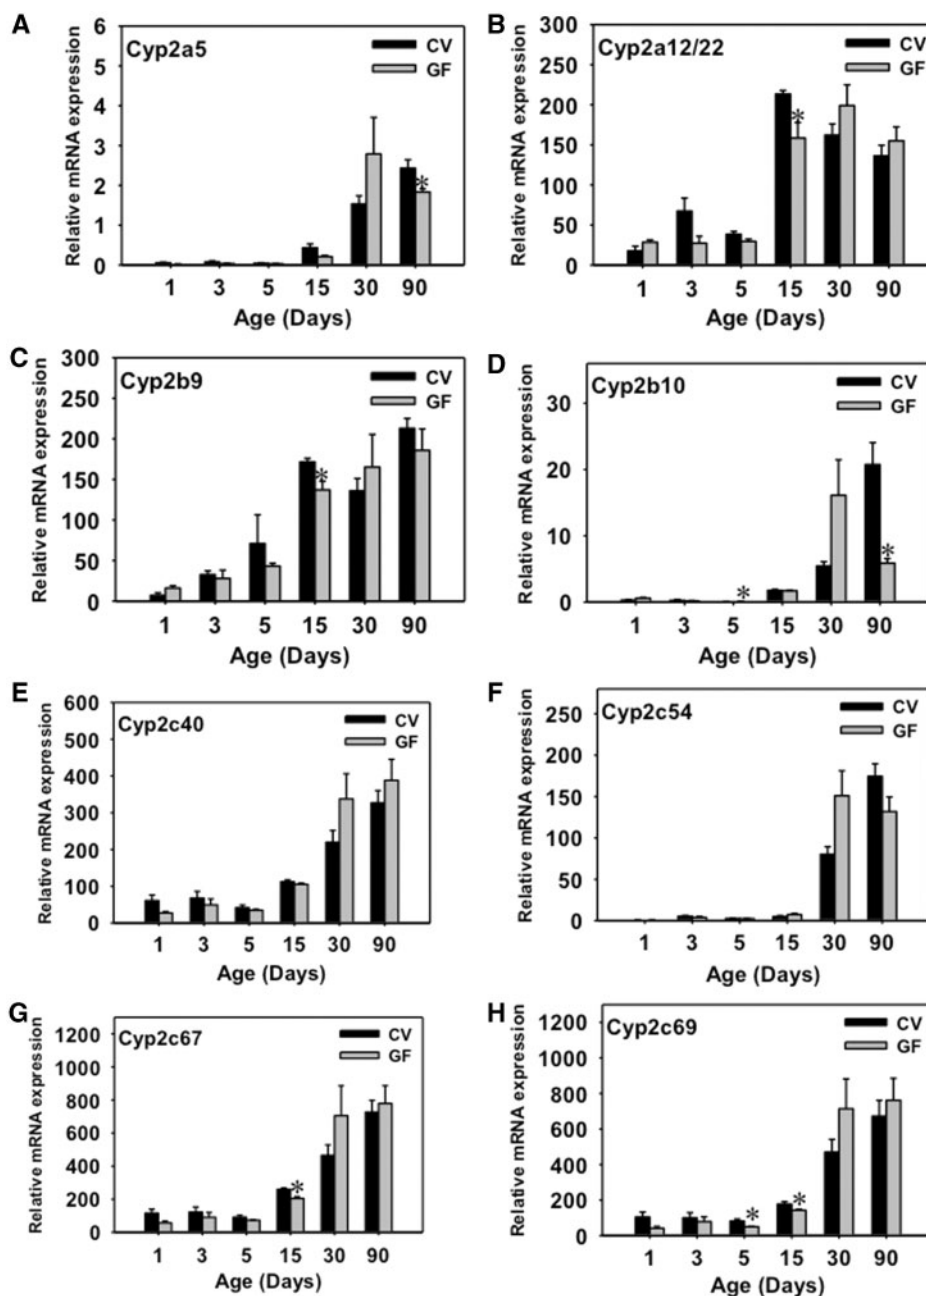 A
Cyp2a5
CV
GF
Relative mRNA expression
6
5
4
3
2
1
0
1 3 5 15 30 90
*
Age (Days)
B
Cyp2a12/22
CV
GF
Relative mRNA expression
300
250
200
150
100
50
0
1 3 5 15 30 90
*
Age (Days)
C
Cyp2b9
CV
GF
Relative mRNA expression
300
250
200
150
100
50
0
1 3 5 15 30 90
*
Age (Days)
D
Cyp2b10
CV
GF
Relative mRNA expression
30
20
10
0
1 3 5 15 30 90
*
*
Age (Days)
E
Cyp2c40
CV
GF
Relative mRNA expression
600
500
400
300
200
100
0
1 3 5 15 30 90
Age (Days)
F
Cyp2c54
CV
GF
Relative mRNA expression
250
200
150
100
50
0
1 3 5 15 30 90
Age (Days)
G
Cyp2c67
CV
GF
Relative mRNA expression
1200
1000
800
600
400
200
0
1 3 5 15 30 90
*
Age (Days)
H
Cyp2c69
CV
GF
Relative mRNA expression
1200
1000
800
600
400
200
0
1 3 5 15 30 90
*
*
Age (Days)